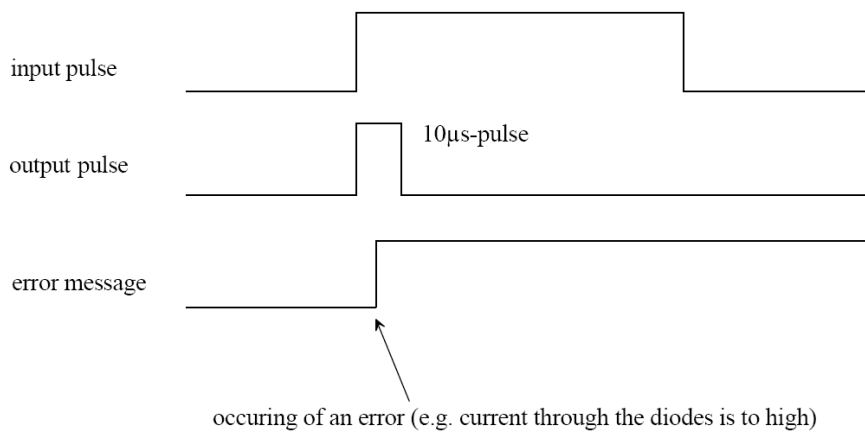 input pulse
10µs-pulse
output pulse
error message
occuring of an error (e.g. current through the diodes is to high)